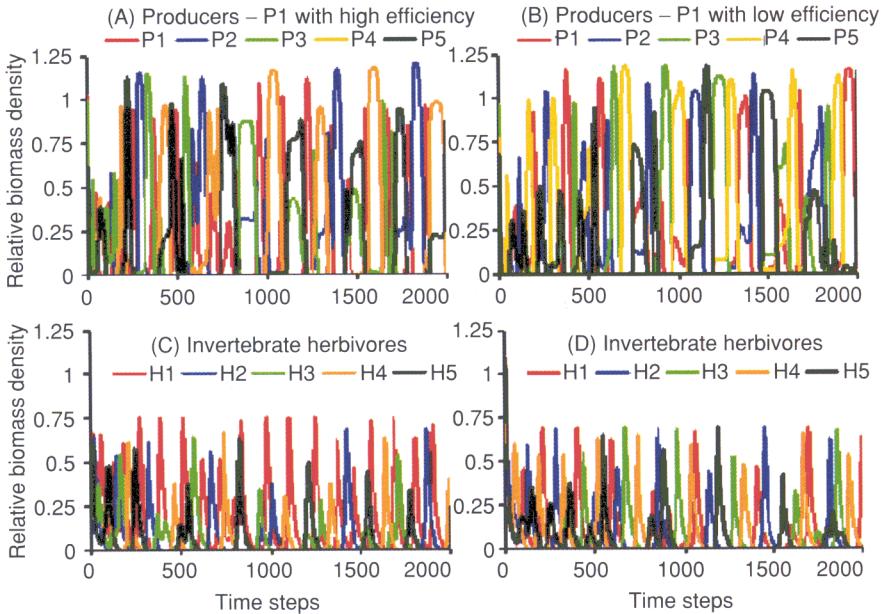 (A) Producers – P1 with high efficiency
P1 P2 P3 P4 P5
Relative biomass density
1.25
1
0.75
0.5
0.25
0
0 500 1000 1500 2000
(B) Producers – P1 with low efficiency
P1 P2 P3 P4 P5
1.25
1
0.75
0.5
0.25
0
0 500 1000 1500 2000
(C) Invertebrate herbivores
H1 H2 H3 H4 H5
Relative biomass density
1.25
1
0.75
0.5
0.25
0
0 500 1000 1500 2000
Time steps
(D) Invertebrate herbivores
H1 H2 H3 H4 H5
1.25
1
0.75
0.5
0.25
0
0 500 1000 1500 2000
Time steps